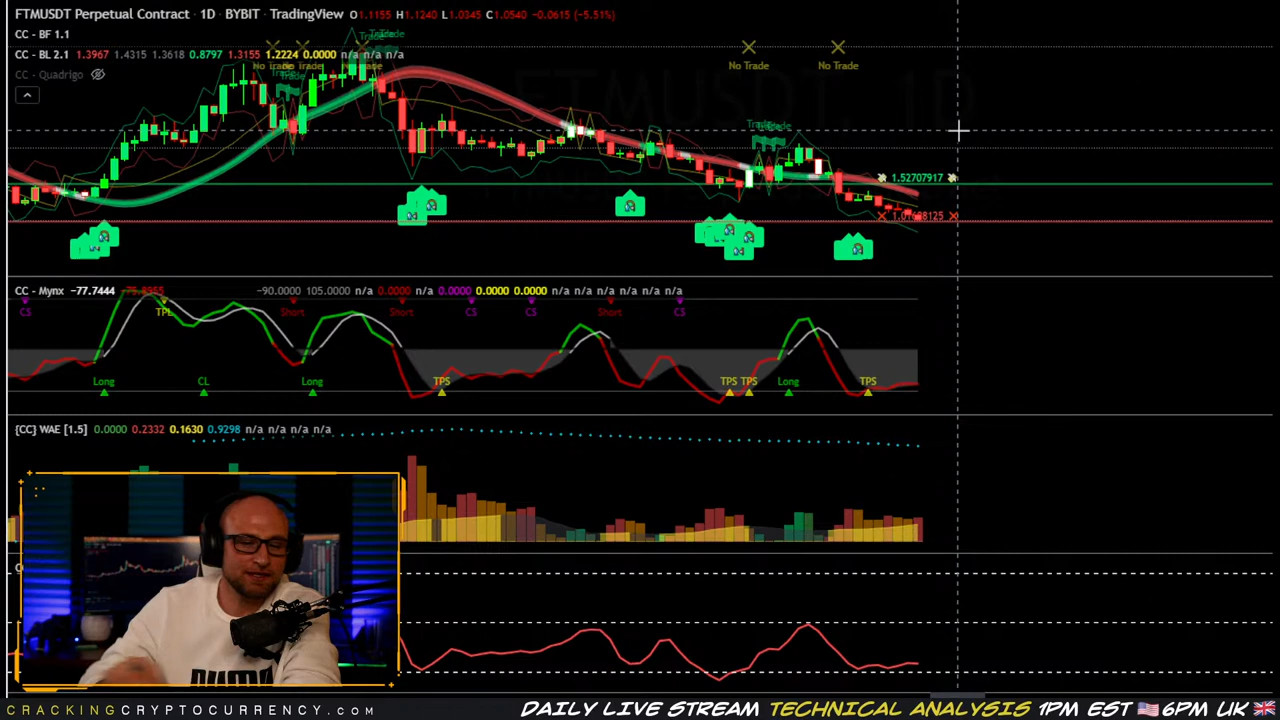 FTMUSDT Perpetual Contract · 1D · BYBIT · TradingView O1.1155 H1.1240 L1.0345 C1.0540 -0.0615 (-5.51%)
CC - BF 1.1
CC - BL 2.1 1.3967 1.4315 1.3618 0.8797 1.3155 1.2224 0.0000 n/a n/a n/a n/a
CC - Quadrigo
No Trade
No Trade
Trade
1.52707917
CC - Mynx -77.7444 -90.0000 105.0000 n/a 0.0000 n/a 0.0000 0.0000 0.0000 n/a n/a n/a n/a n/a n/a n/a
CS TPL Short Short CS CS Short CS
Long CL Long TPS TPS TPS Long TPS
{CC} WAE [1.5] 0.0000 0.2332 0.1630 0.9298 n/a n/a n/a n/a
CRACKINGCRYPTOCURRENCY.com DAILY LIVE STREAM TECHNICAL ANALYSIS 1PM EST 6PM UK